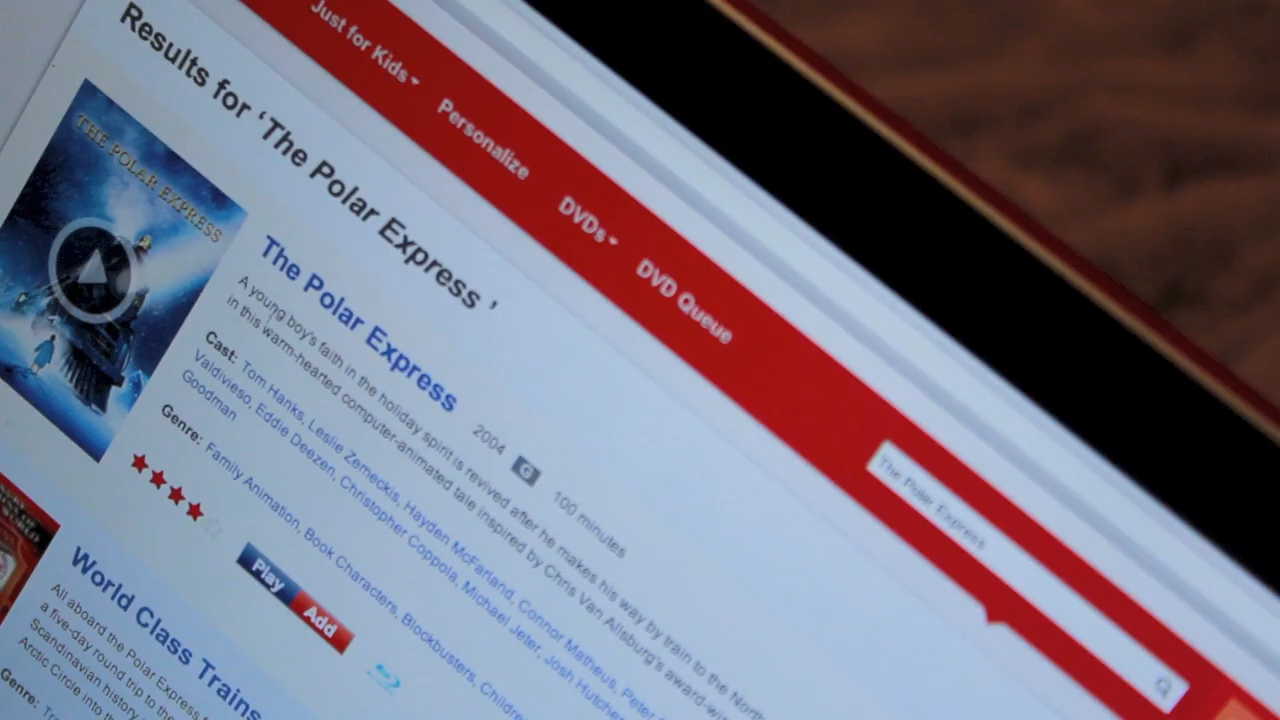 Just for Kids
Personalize
DVDs
DVD Queue
The Polar Express
Results for ‘The Polar Express ’
THE POLAR EXPRESS
The Polar Express 2004 G 100 minutes
A young boy's faith in the holiday spirit is revived after he makes his way by train to the North
in this warm-hearted computer-animated tale inspired by Chris Van Allsburg's award-win
Cast: Tom Hanks, Leslie Zemeckis, Hayden McFarland, Connor Matheus, Peter
Valdivieso, Eddie Deezen, Christopher Coppola, Michael Jeter, Josh Hutcher
Goodman
Genre: Family Animation, Book Characters, Blockbusters, Childre
Play Add
World Class Trains
All aboard the Polar Express
a five-day round trip to the
Scandinavian history
Arctic Circle into the
Genre: